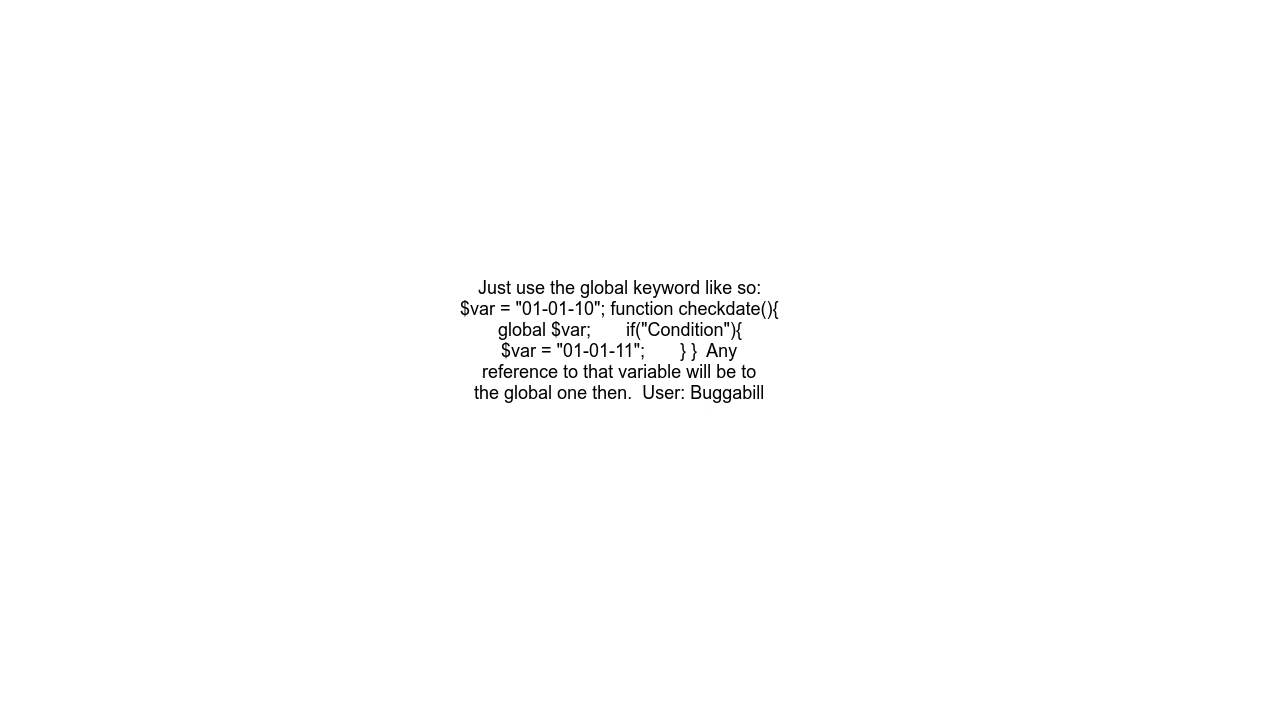 Just use the global keyword like so:
$var = "01-01-10"; function checkdate(){
global $var;       if("Condition"){
$var = "01-01-11";       } }  Any
reference to that variable will be to
the global one then.  User: Buggabill